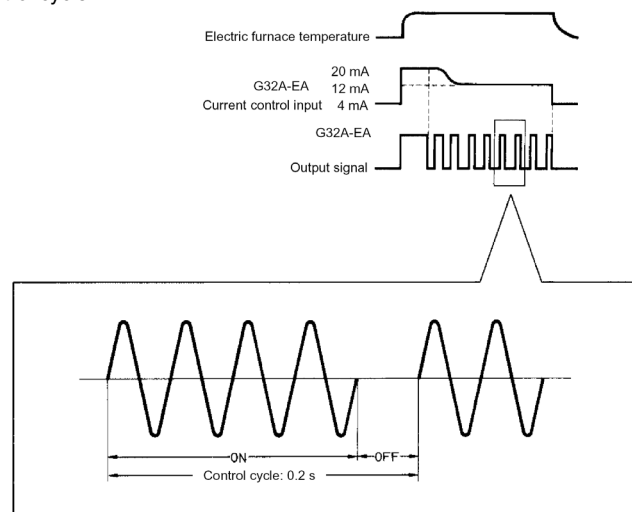 Electric furnace temperature
20 mA
G32A-EA 12 mA
Current control input 4 mA
G32A-EA
Output signal
ON OFF
Control cycle: 0.2 s